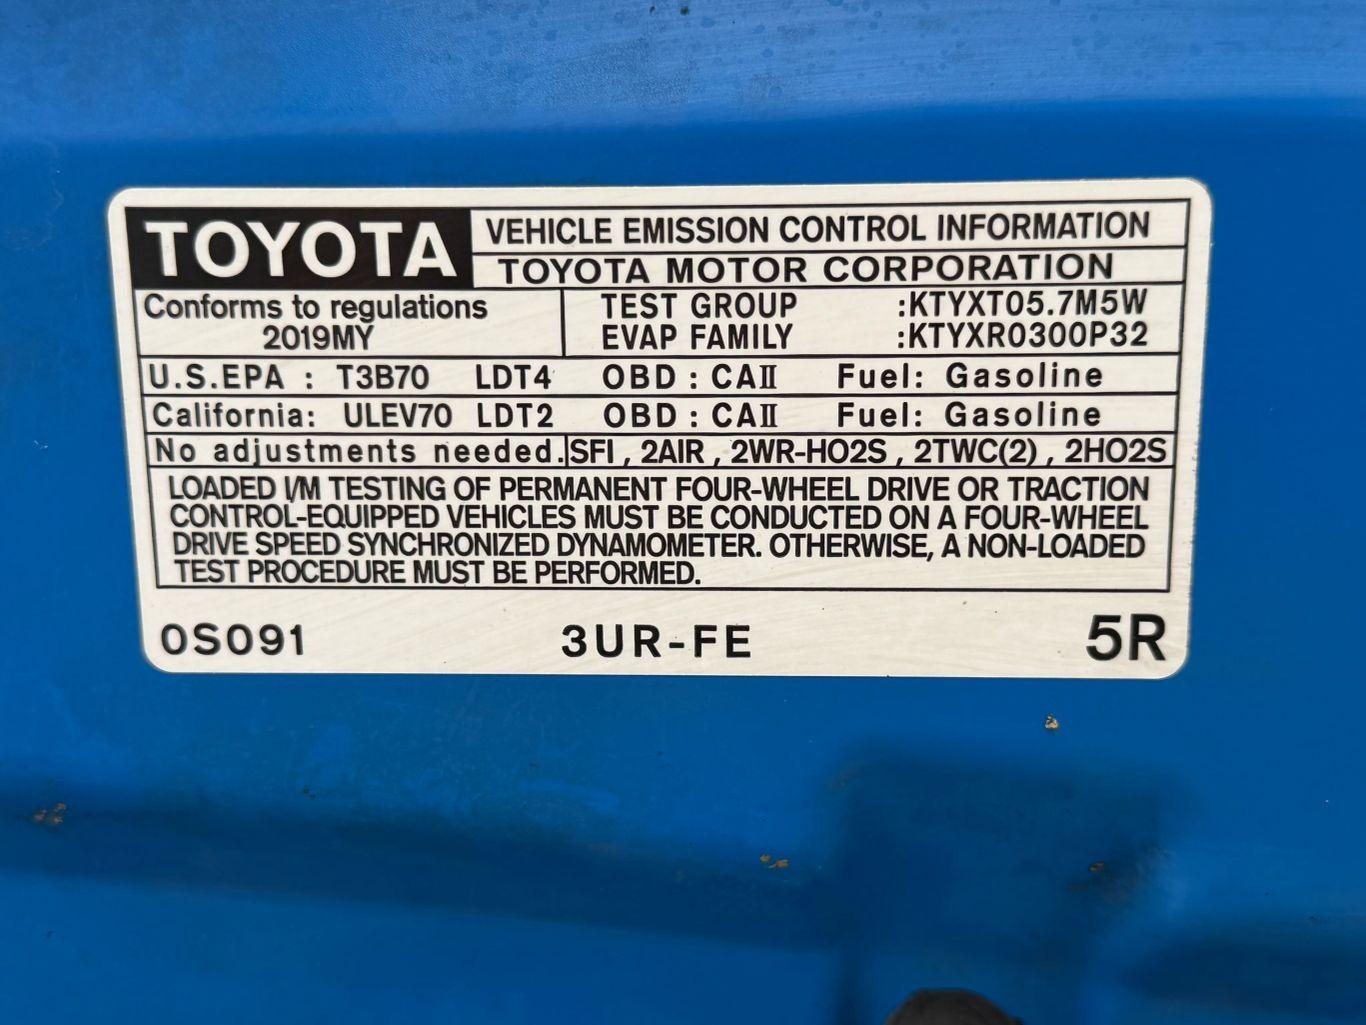 TOYOTA
VEHICLE EMISSION CONTROL INFORMATION
TOYOTA MOTOR CORPORATION
Conforms to regulations
2019MY
TEST GROUP :KTYXT05.7M5W
EVAP FAMILY :KTYXR0300P32
U.S.EPA : T3B70 LDT4 OBD : CAⅡ Fuel: Gasoline
California: ULEV70 LDT2 OBD : CAⅡ Fuel: Gasoline
No adjustments needed. SFI , 2AIR , 2WR-HO2S , 2TWC(2) , 2HO2S
LOADED I/M TESTING OF PERMANENT FOUR-WHEEL DRIVE OR TRACTION
CONTROL-EQUIPPED VEHICLES MUST BE CONDUCTED ON A FOUR-WHEEL
DRIVE SPEED SYNCHRONIZED DYNAMOMETER. OTHERWISE, A NON-LOADED
TEST PROCEDURE MUST BE PERFORMED.
0S091 3UR-FE 5R